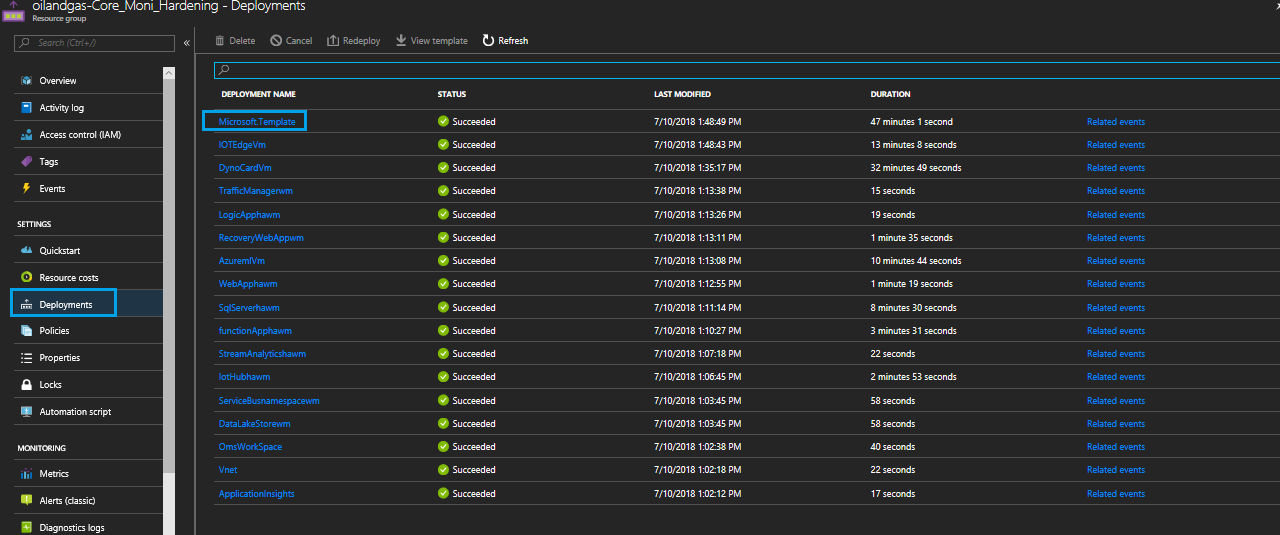 oilandgas-Core_Moni_Hardening - Deployments
Resource group
Search (Ctrl+/)
«
Delete Cancel Redeploy View template Refresh
Overview
Activity log
Access control (IAM)
Tags
Events
SETTINGS
Quickstart
Resource costs
Deployments
Policies
Properties
Locks
Automation script
MONITORING
Metrics
Alerts (classic)
Diagnostics logs
DEPLOYMENT NAME STATUS LAST MODIFIED DURATION
Microsoft.Template Succeeded 7/10/2018 1:48:49 PM 47 minutes 1 second Related events
IOTEdgeVm Succeeded 7/10/2018 1:48:43 PM 13 minutes 8 seconds Related events
DynoCardVm Succeeded 7/10/2018 1:35:17 PM 32 minutes 49 seconds Related events
TrafficManagerwm Succeeded 7/10/2018 1:13:38 PM 15 seconds Related events
LogicApphawm Succeeded 7/10/2018 1:13:26 PM 19 seconds Related events
RecoveryWebAppwm Succeeded 7/10/2018 1:13:11 PM 1 minute 35 seconds Related events
AzuremlVm Succeeded 7/10/2018 1:13:08 PM 10 minutes 44 seconds Related events
WebApphawm Succeeded 7/10/2018 1:12:55 PM 1 minute 19 seconds Related events
SqlServerhawm Succeeded 7/10/2018 1:11:14 PM 8 minutes 30 seconds Related events
functionApphawm Succeeded 7/10/2018 1:10:27 PM 3 minutes 31 seconds Related events
StreamAnalyticshawm Succeeded 7/10/2018 1:07:18 PM 22 seconds Related events
IotHubhawm Succeeded 7/10/2018 1:06:45 PM 2 minutes 53 seconds Related events
ServiceBusnamespacewm Succeeded 7/10/2018 1:03:45 PM 58 seconds Related events
DataLakeStorewm Succeeded 7/10/2018 1:03:45 PM 58 seconds Related events
OmsWorkSpace Succeeded 7/10/2018 1:02:38 PM 40 seconds Related events
Vnet Succeeded 7/10/2018 1:02:18 PM 22 seconds Related events
ApplicationInsights Succeeded 7/10/2018 1:02:12 PM 17 seconds Related events